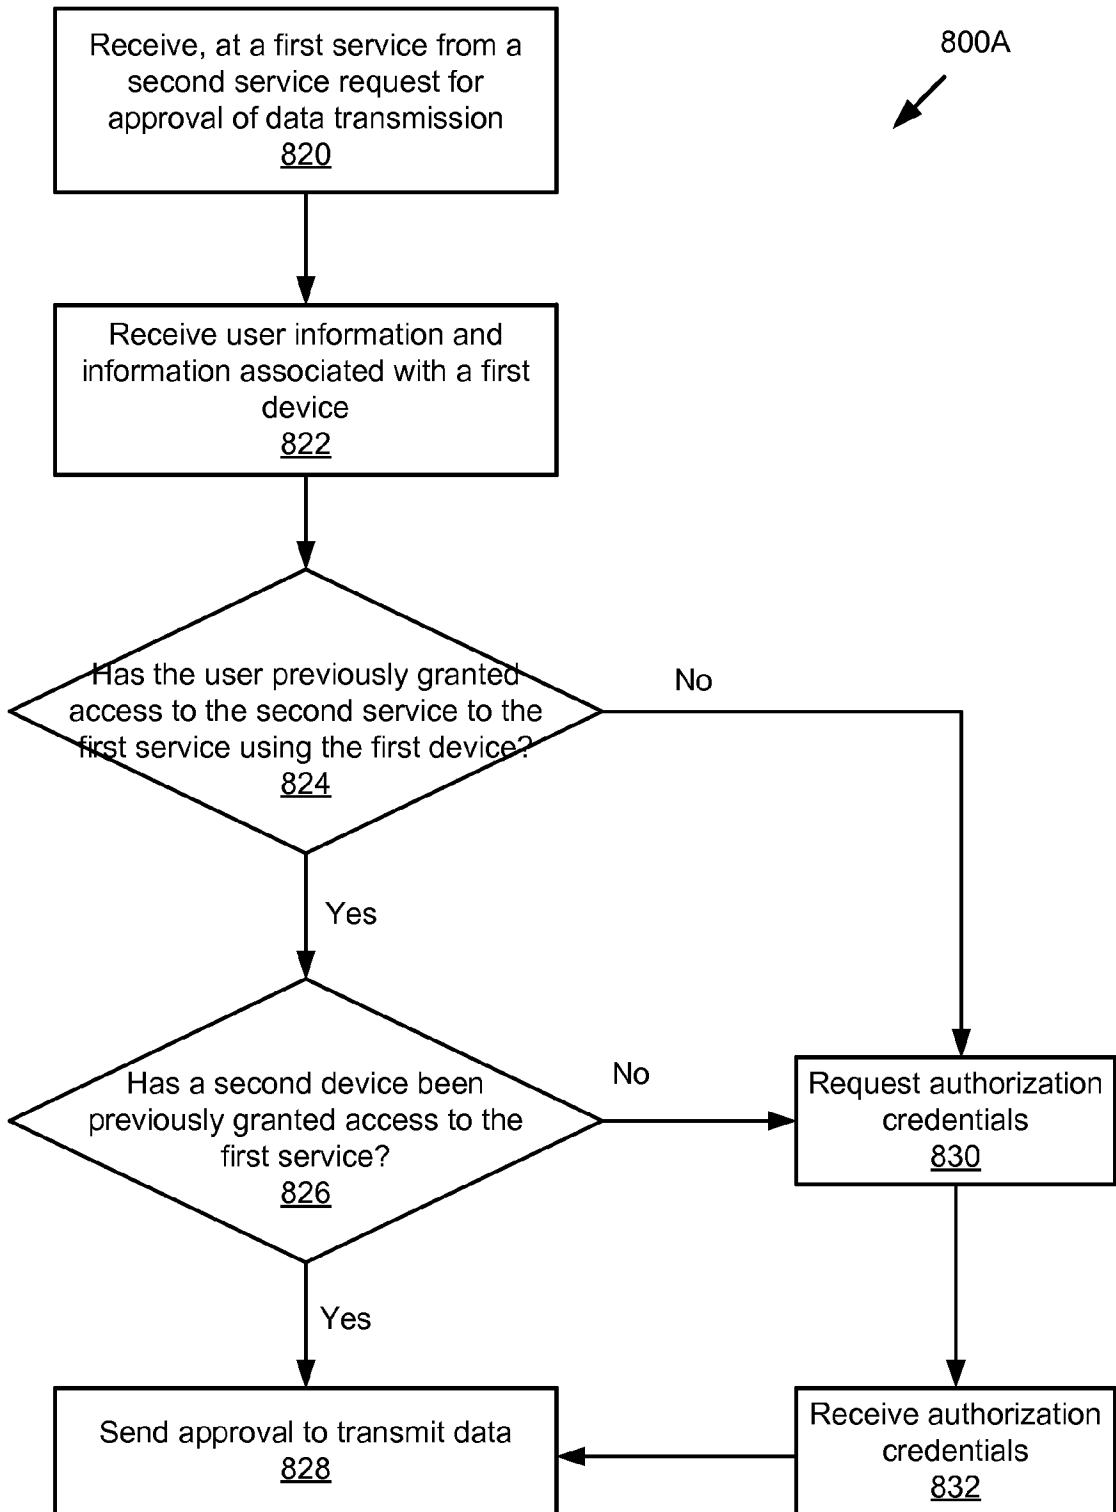 Receive, at a first service from a
second service request for
approval of data transmission
820
800A
Receive user information and
information associated with a first
device
822
Has the user previously granted
access to the second service to the
first service using the first device?
824
No
Yes
Has a second device been
previously granted access to the
first service?
826
No
Request authorization
credentials
830
Yes
Send approval to transmit data
828
Receive authorization
credentials
832